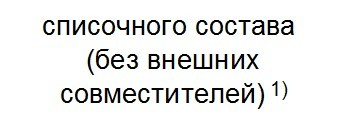 списочного состава
(без внешних
совместителей) 1)